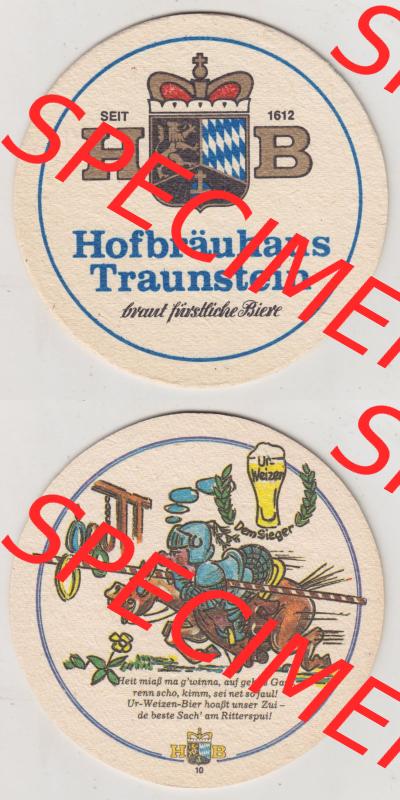 SEIT 1612
H B
Hofbräuhaus
Traunstein
braut fürstliche Biere
SPECIMEN
Ur-
Weizen
Dem Sieger
Heit miaß ma g'winna, auf geht's Gaul
renn scho, kimm, sei net so faul!
Ur-Weizen-Bier hoaßt unser Zui –
de beste Sach' am Ritterspui!
H B
10
SPECIMEN